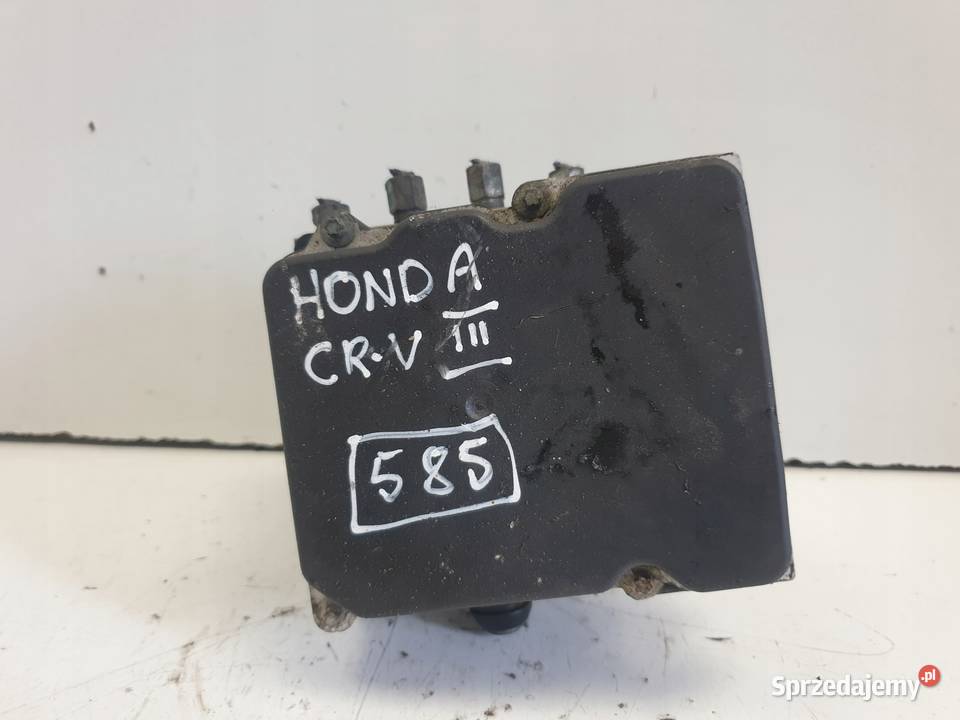 HONDA
CR-V III
585
Sprzedajemy.pl